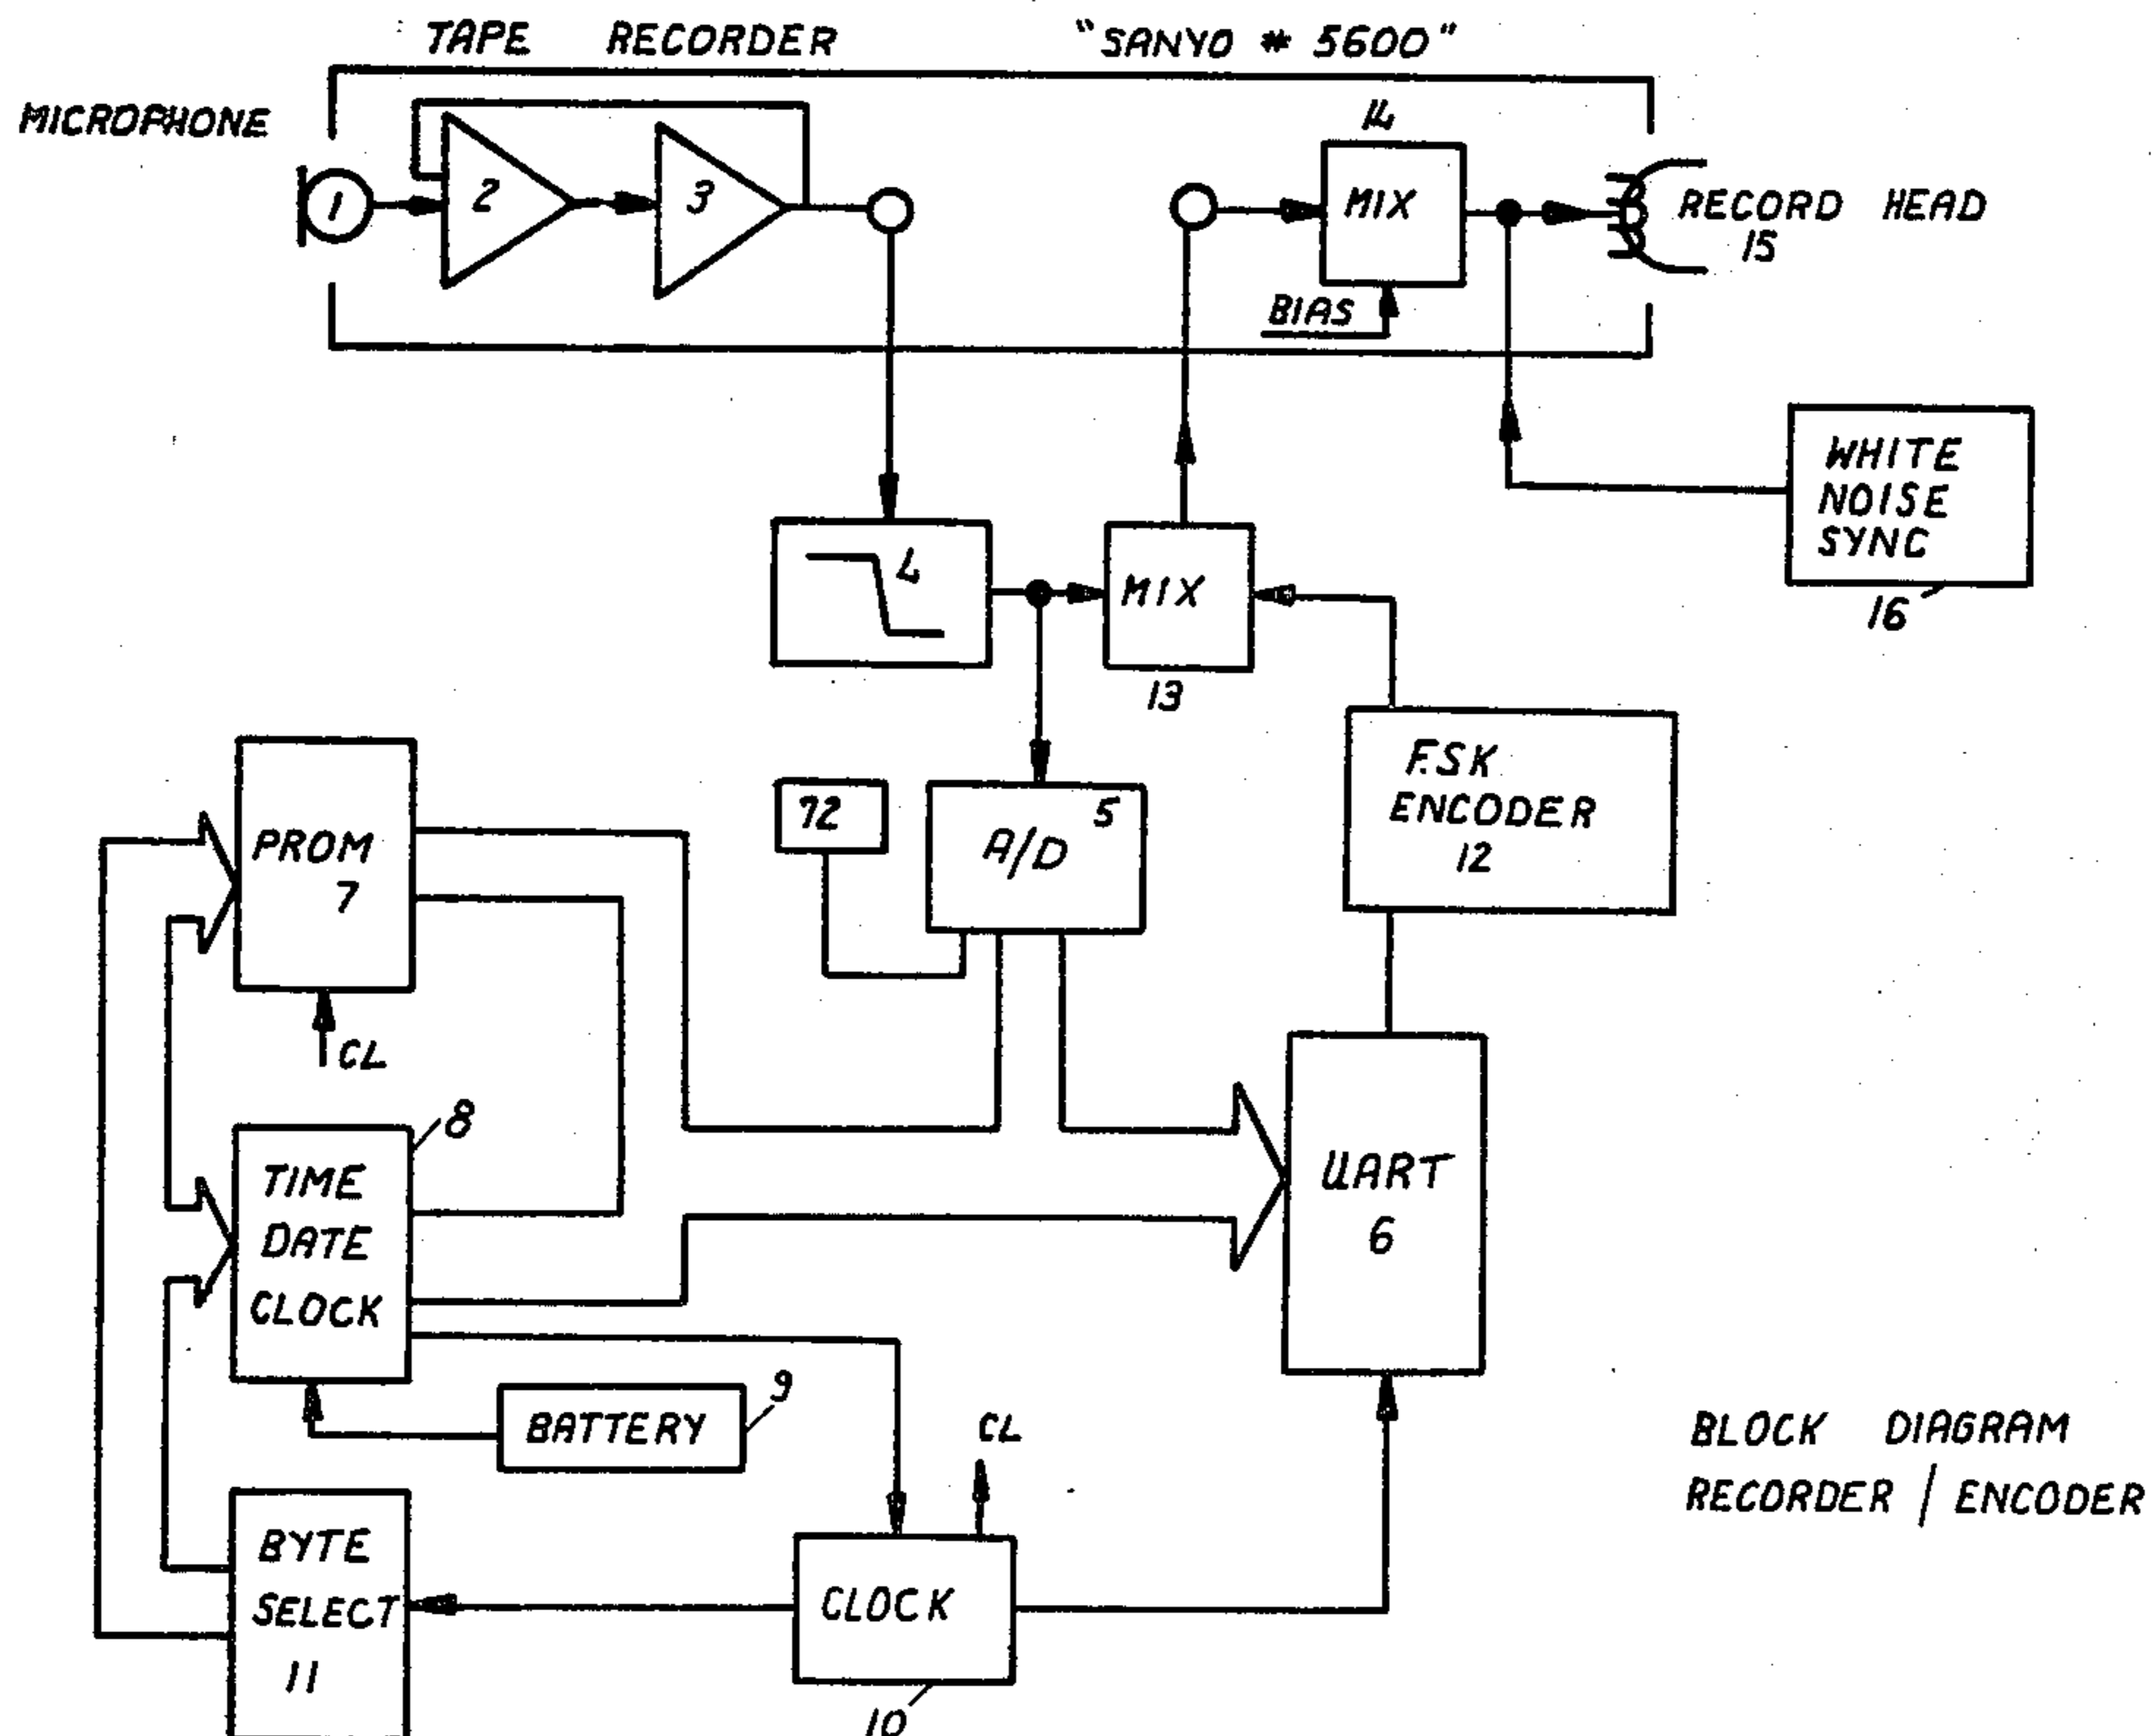 TAPE RECORDER "SANYO # 5600"
MICROPHONE
1
2
3
14
MIX
BIAS
RECORD HEAD
15
WHITE
NOISE
SYNC
16
4
MIX
13
F.S.K
ENCODER
12
PROM
7
CL
72
5
A/D
8
TIME
DATE
CLOCK
UART
6
BATTERY
9
CL
BYTE
SELECT
11
CLOCK
10
BLOCK DIAGRAM
RECORDER / ENCODER